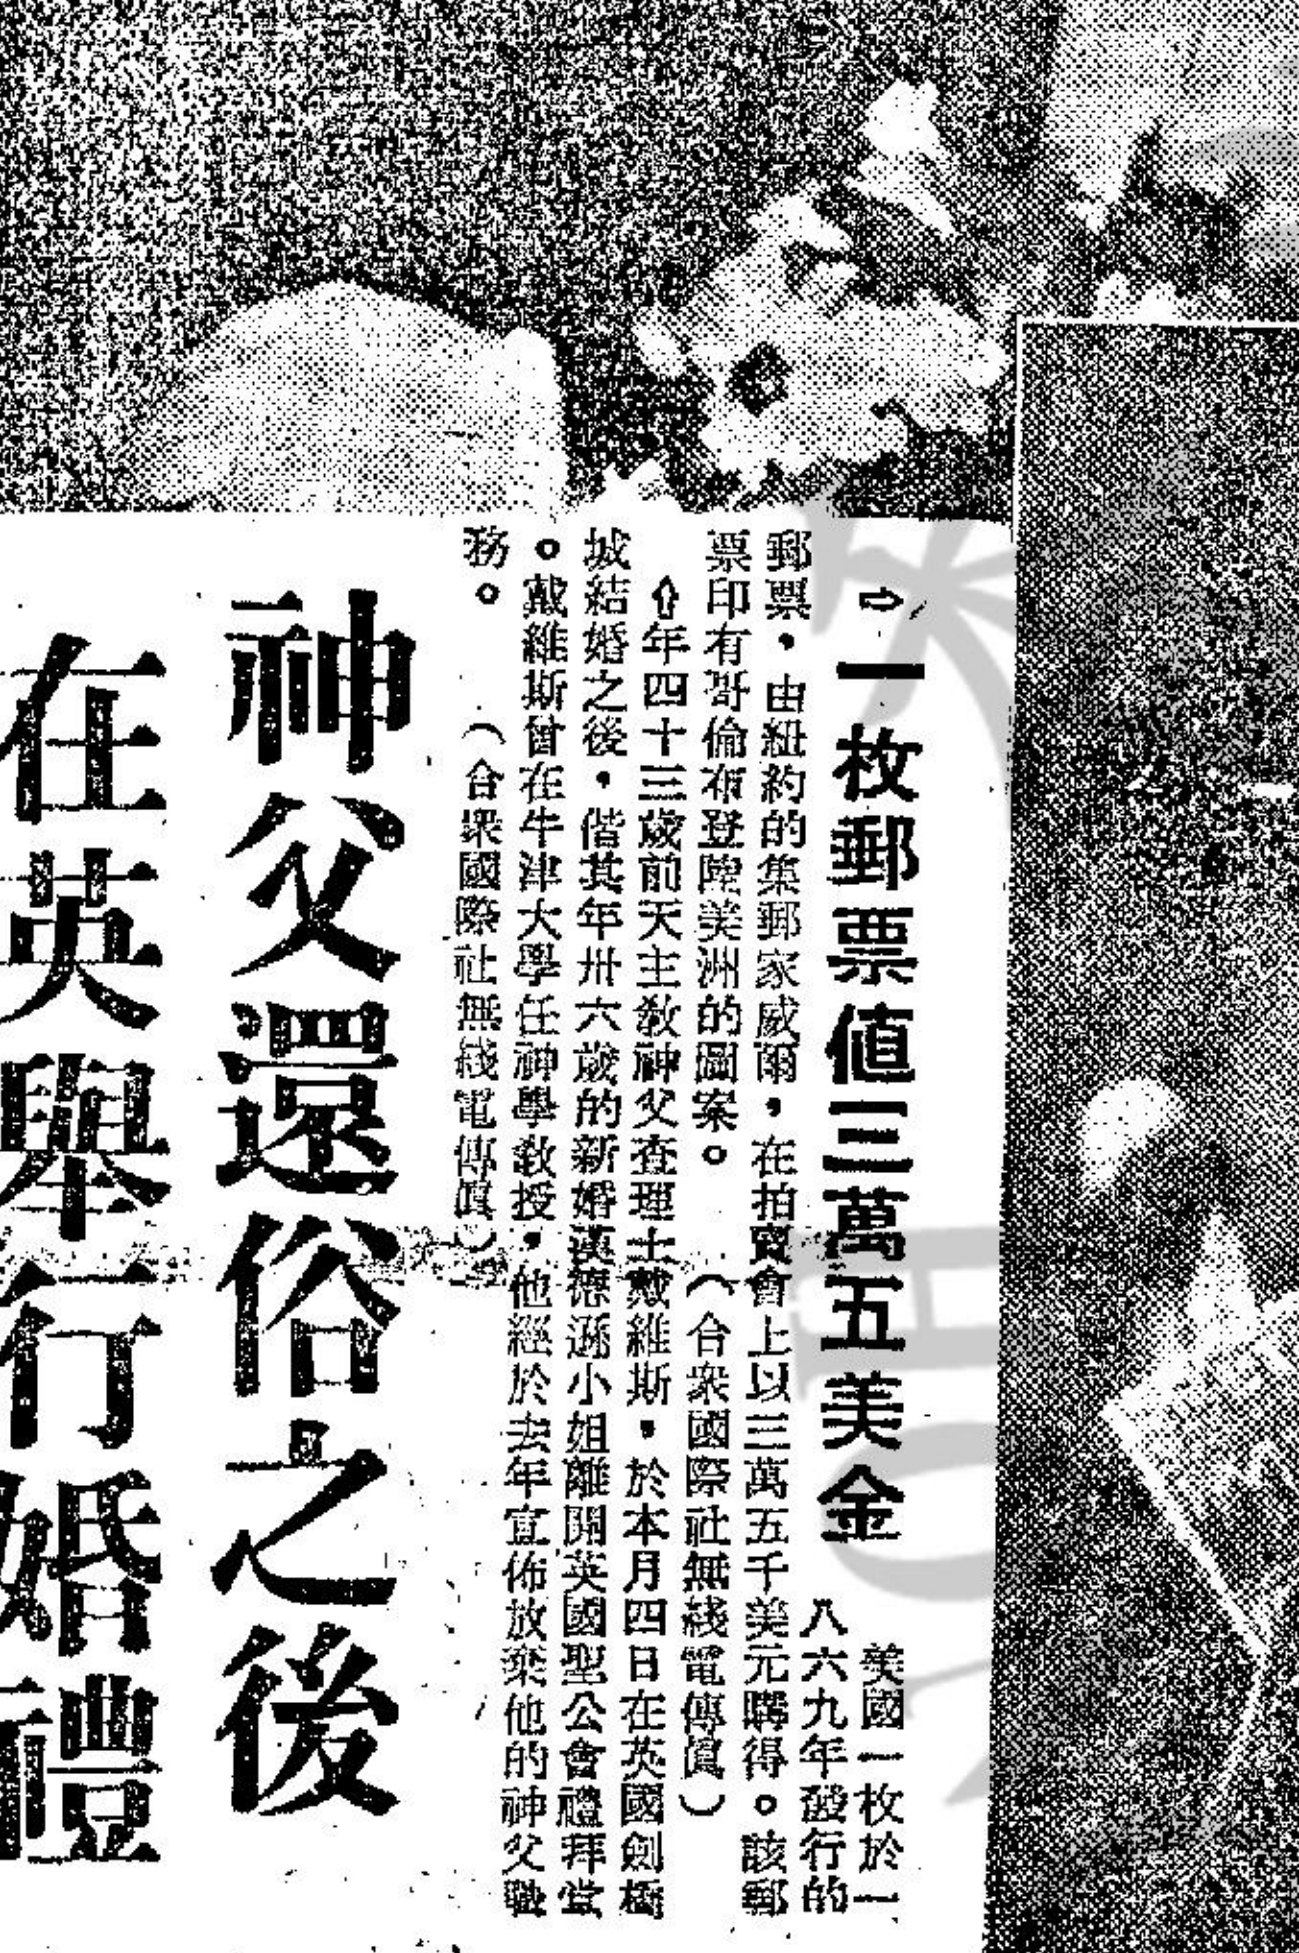 ⇨一枚郵票値三萬五美金
美國一枚於一
八六九年發行的
郵票，由紐約的集郵家威爾，在拍賣會上以三萬五千美元購得。該郵
票印有哥倫布登陸美洲的圖案。（合衆國際社無綫電傳眞）
⇧年四十三歲前天主教神父查理士戴維斯，於本月四日在英國劍橋
城結婚之後，偕其年卅六歲的新婚漢德遜小姐離開英國聖公會禮拜堂
。戴維斯曾在牛津大學任神學教授，他經於去年宣佈放棄他的神父職
務。（合衆國際社無綫電傳眞）
神父還俗之後
在英舉行婚禮